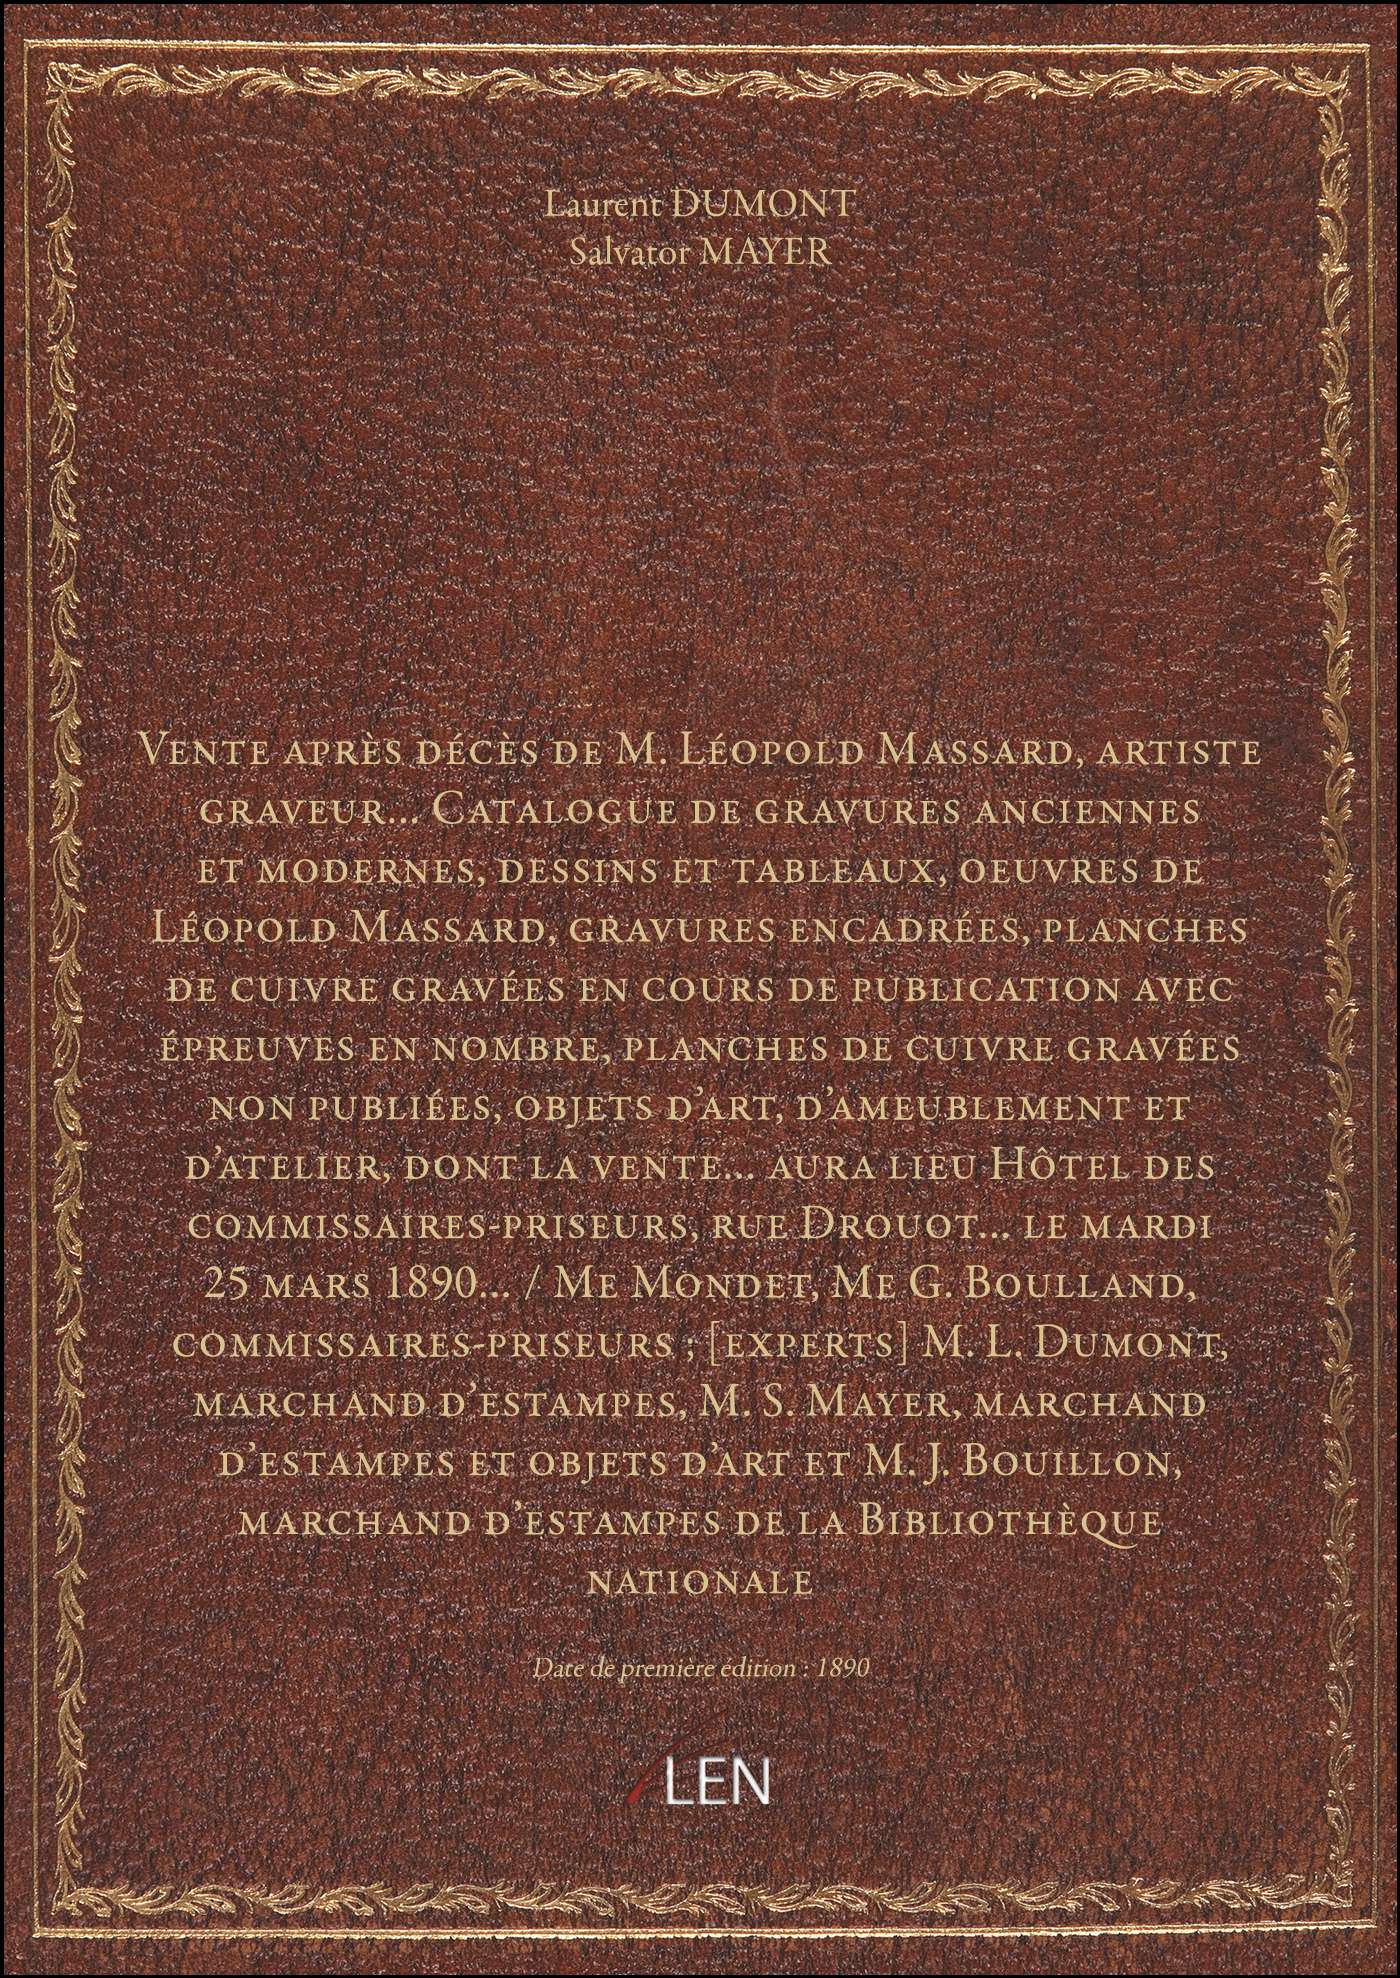 Laurent DUMONT
Salvator MAYER
Vente après décès de M. Léopold Massard, artiste
graveur... Catalogue de gravures anciennes
et modernes, dessins et tableaux, oeuvres de
Léopold Massard, gravures encadrées, planches
de cuivre gravées en cours de publication avec
épreuves en nombre, planches de cuivre gravées
non publiées, objets d'art, d'ameublement et
d'atelier, dont la vente... aura lieu Hôtel des
commissaires-priseurs, rue Drouot... le mardi
25 mars 1890... / Me Mondet, Me G. Boulland,
commissaires-priseurs ; [experts] M. L. Dumont,
marchand d'estampes, M. S. Mayer, marchand
d'estampes et objets d'art et M. J. Bouillon,
marchand d'estampes de la Bibliothèque
nationale
Date de première édition : 1890
LEN